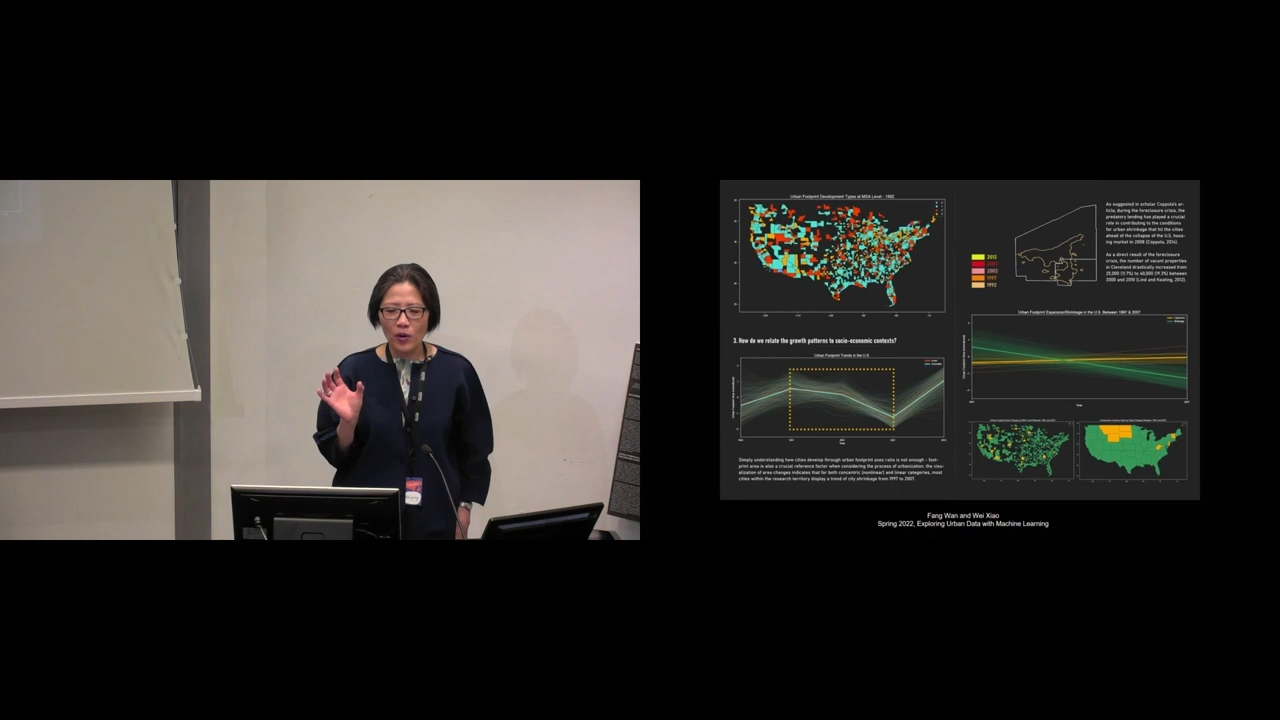 Urban Footprint Development Types at MSA Level - 1992
As suggested in scholar Coppola's ar-
ticle, during the foreclosure crisis, the
predatory lending has played a crucial
role in contributing to the conditions
for urban shrinkage that hit the cities
ahead of the collapse of the U.S. hous-
ing market in 2008 (Coppola, 2014).
As a direct result of the foreclosure
crisis, the number of vacant properties
in Cleveland drastically increased from
2000 and 2010 (Lind and Keating, 2012).
2012
2007
2002
1997
1992
Urban Footprint Expansion/Shrinkage in the U.S. Between 1997 & 2007
3. How do we relate the growth patterns to socio-economic contexts?
Urban Footprint Trends in the U.S.
Year
Year
Simply understanding how cities develop through urban footprint axes ratio is not enough - foot-
print area is also a crucial reference factor when considering the process of urbanization. the visu-
alization of area changes indicates that for both concentric (nonlinear) and linear categories, most
cities within the research territory display a trend of city shrinkage from 1997 to 2007.
Fang Wan and Wei Xiao
Spring 2022, Exploring Urban Data with Machine Learning